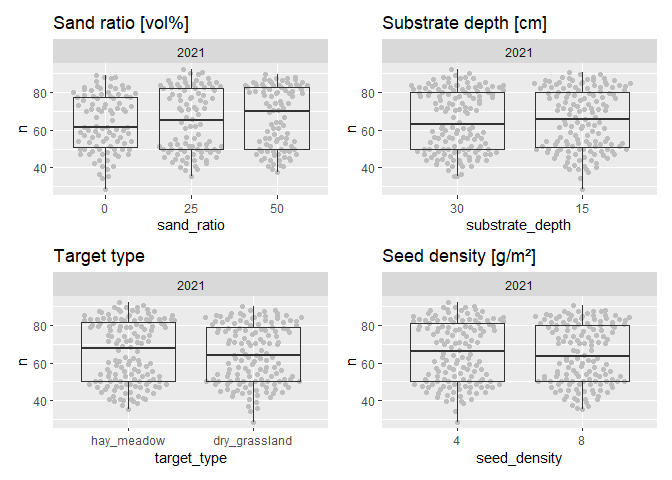 Sand ratio [vol%]
2021
80
60
40
n
0 25 50
sand_ratio
Substrate depth [cm]
2021
80
60
40
n
30 15
substrate_depth
Target type
2021
80
60
40
n
hay_meadow dry_grassland
target_type
Seed density [g/m²]
2021
80
60
40
n
4 8
seed_density